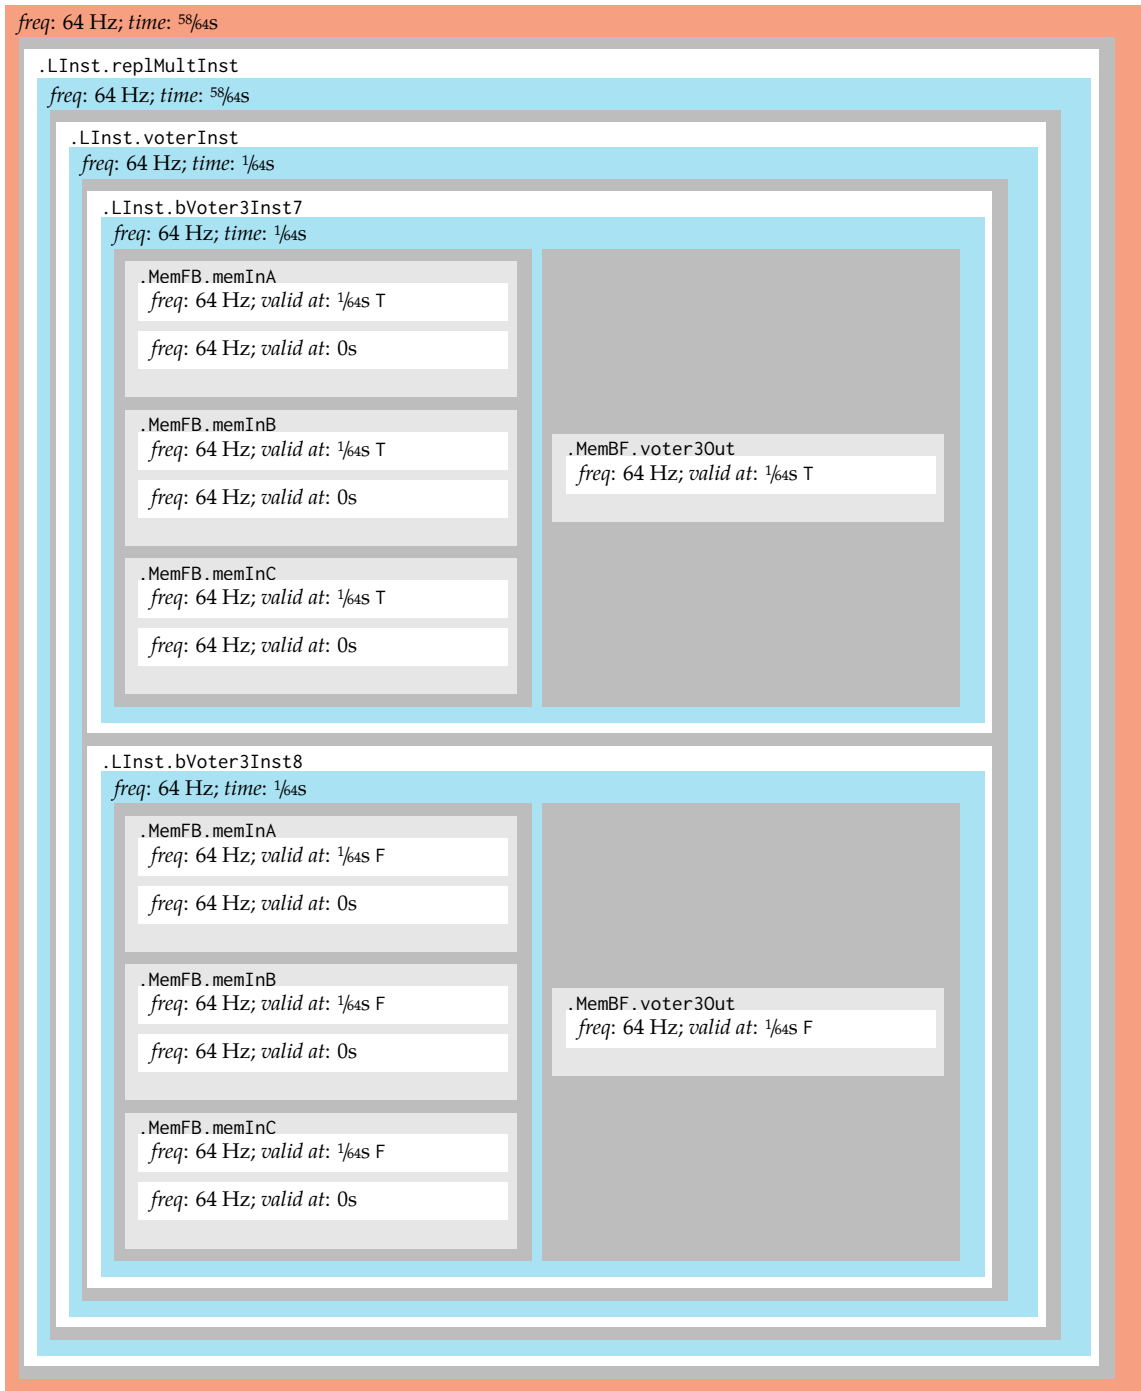 freq: 64 Hz; time: 58/64s
.LInst.replMultInst
freq: 64 Hz; time: 58/64s
.LInst.voterInst
freq: 64 Hz; time: 1/64s
.LInst.bVoter3Inst7
freq: 64 Hz; time: 1/64s
.MemFB.memInA
freq: 64 Hz; valid at: 1/64s T
freq: 64 Hz; valid at: 0s
.MemFB.memInB
freq: 64 Hz; valid at: 1/64s T
freq: 64 Hz; valid at: 0s
.MemFB.memInC
freq: 64 Hz; valid at: 1/64s T
freq: 64 Hz; valid at: 0s
.MemBF.voter3Out
freq: 64 Hz; valid at: 1/64s T
.LInst.bVoter3Inst8
freq: 64 Hz; time: 1/64s
.MemFB.memInA
freq: 64 Hz; valid at: 1/64s F
freq: 64 Hz; valid at: 0s
.MemFB.memInB
freq: 64 Hz; valid at: 1/64s F
freq: 64 Hz; valid at: 0s
.MemFB.memInC
freq: 64 Hz; valid at: 1/64s F
freq: 64 Hz; valid at: 0s
.MemBF.voter3Out
freq: 64 Hz; valid at: 1/64s F